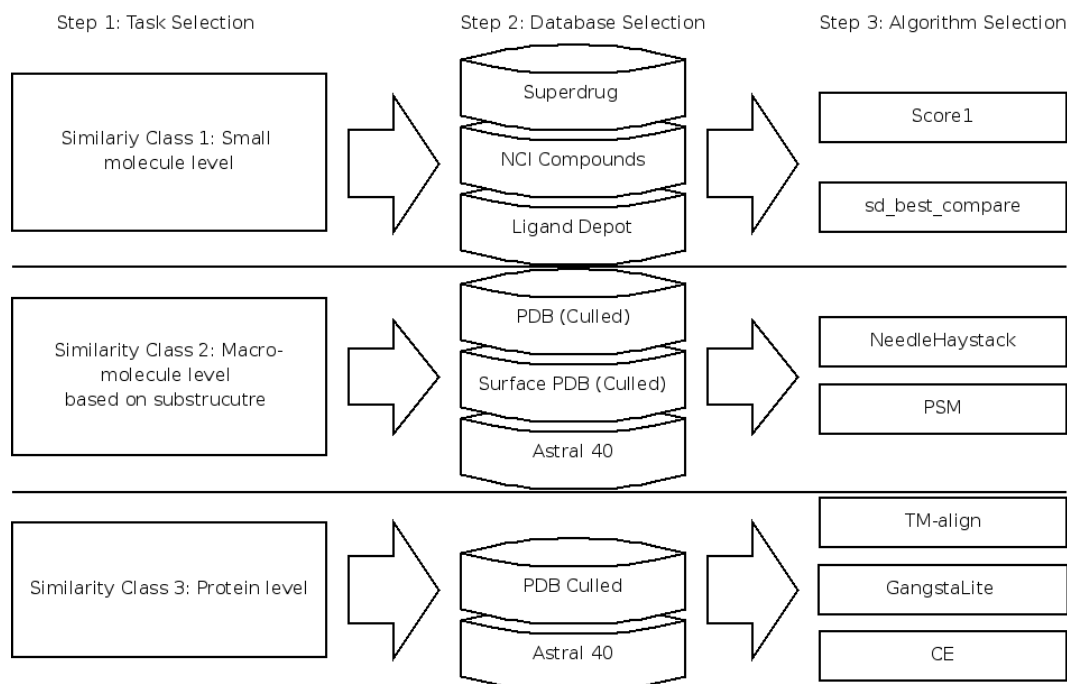 Step 1: Task Selection
Step 2: Database Selection
Step 3: Algorithm Selection
Similariy Class 1: Small
molecule level
Superdrug
NCI Compounds
Ligand Depot
Score1
sd_best_compare
Similarity Class 2: Macro-
molecule level
based on substrucutre
PDB (Culled)
Surface PDB (Culled)
Astral 40
NeedleHaystack
PSM
Similarity Class 3: Protein level
PDB Culled
Astral 40
TM-align
GangstaLite
CE